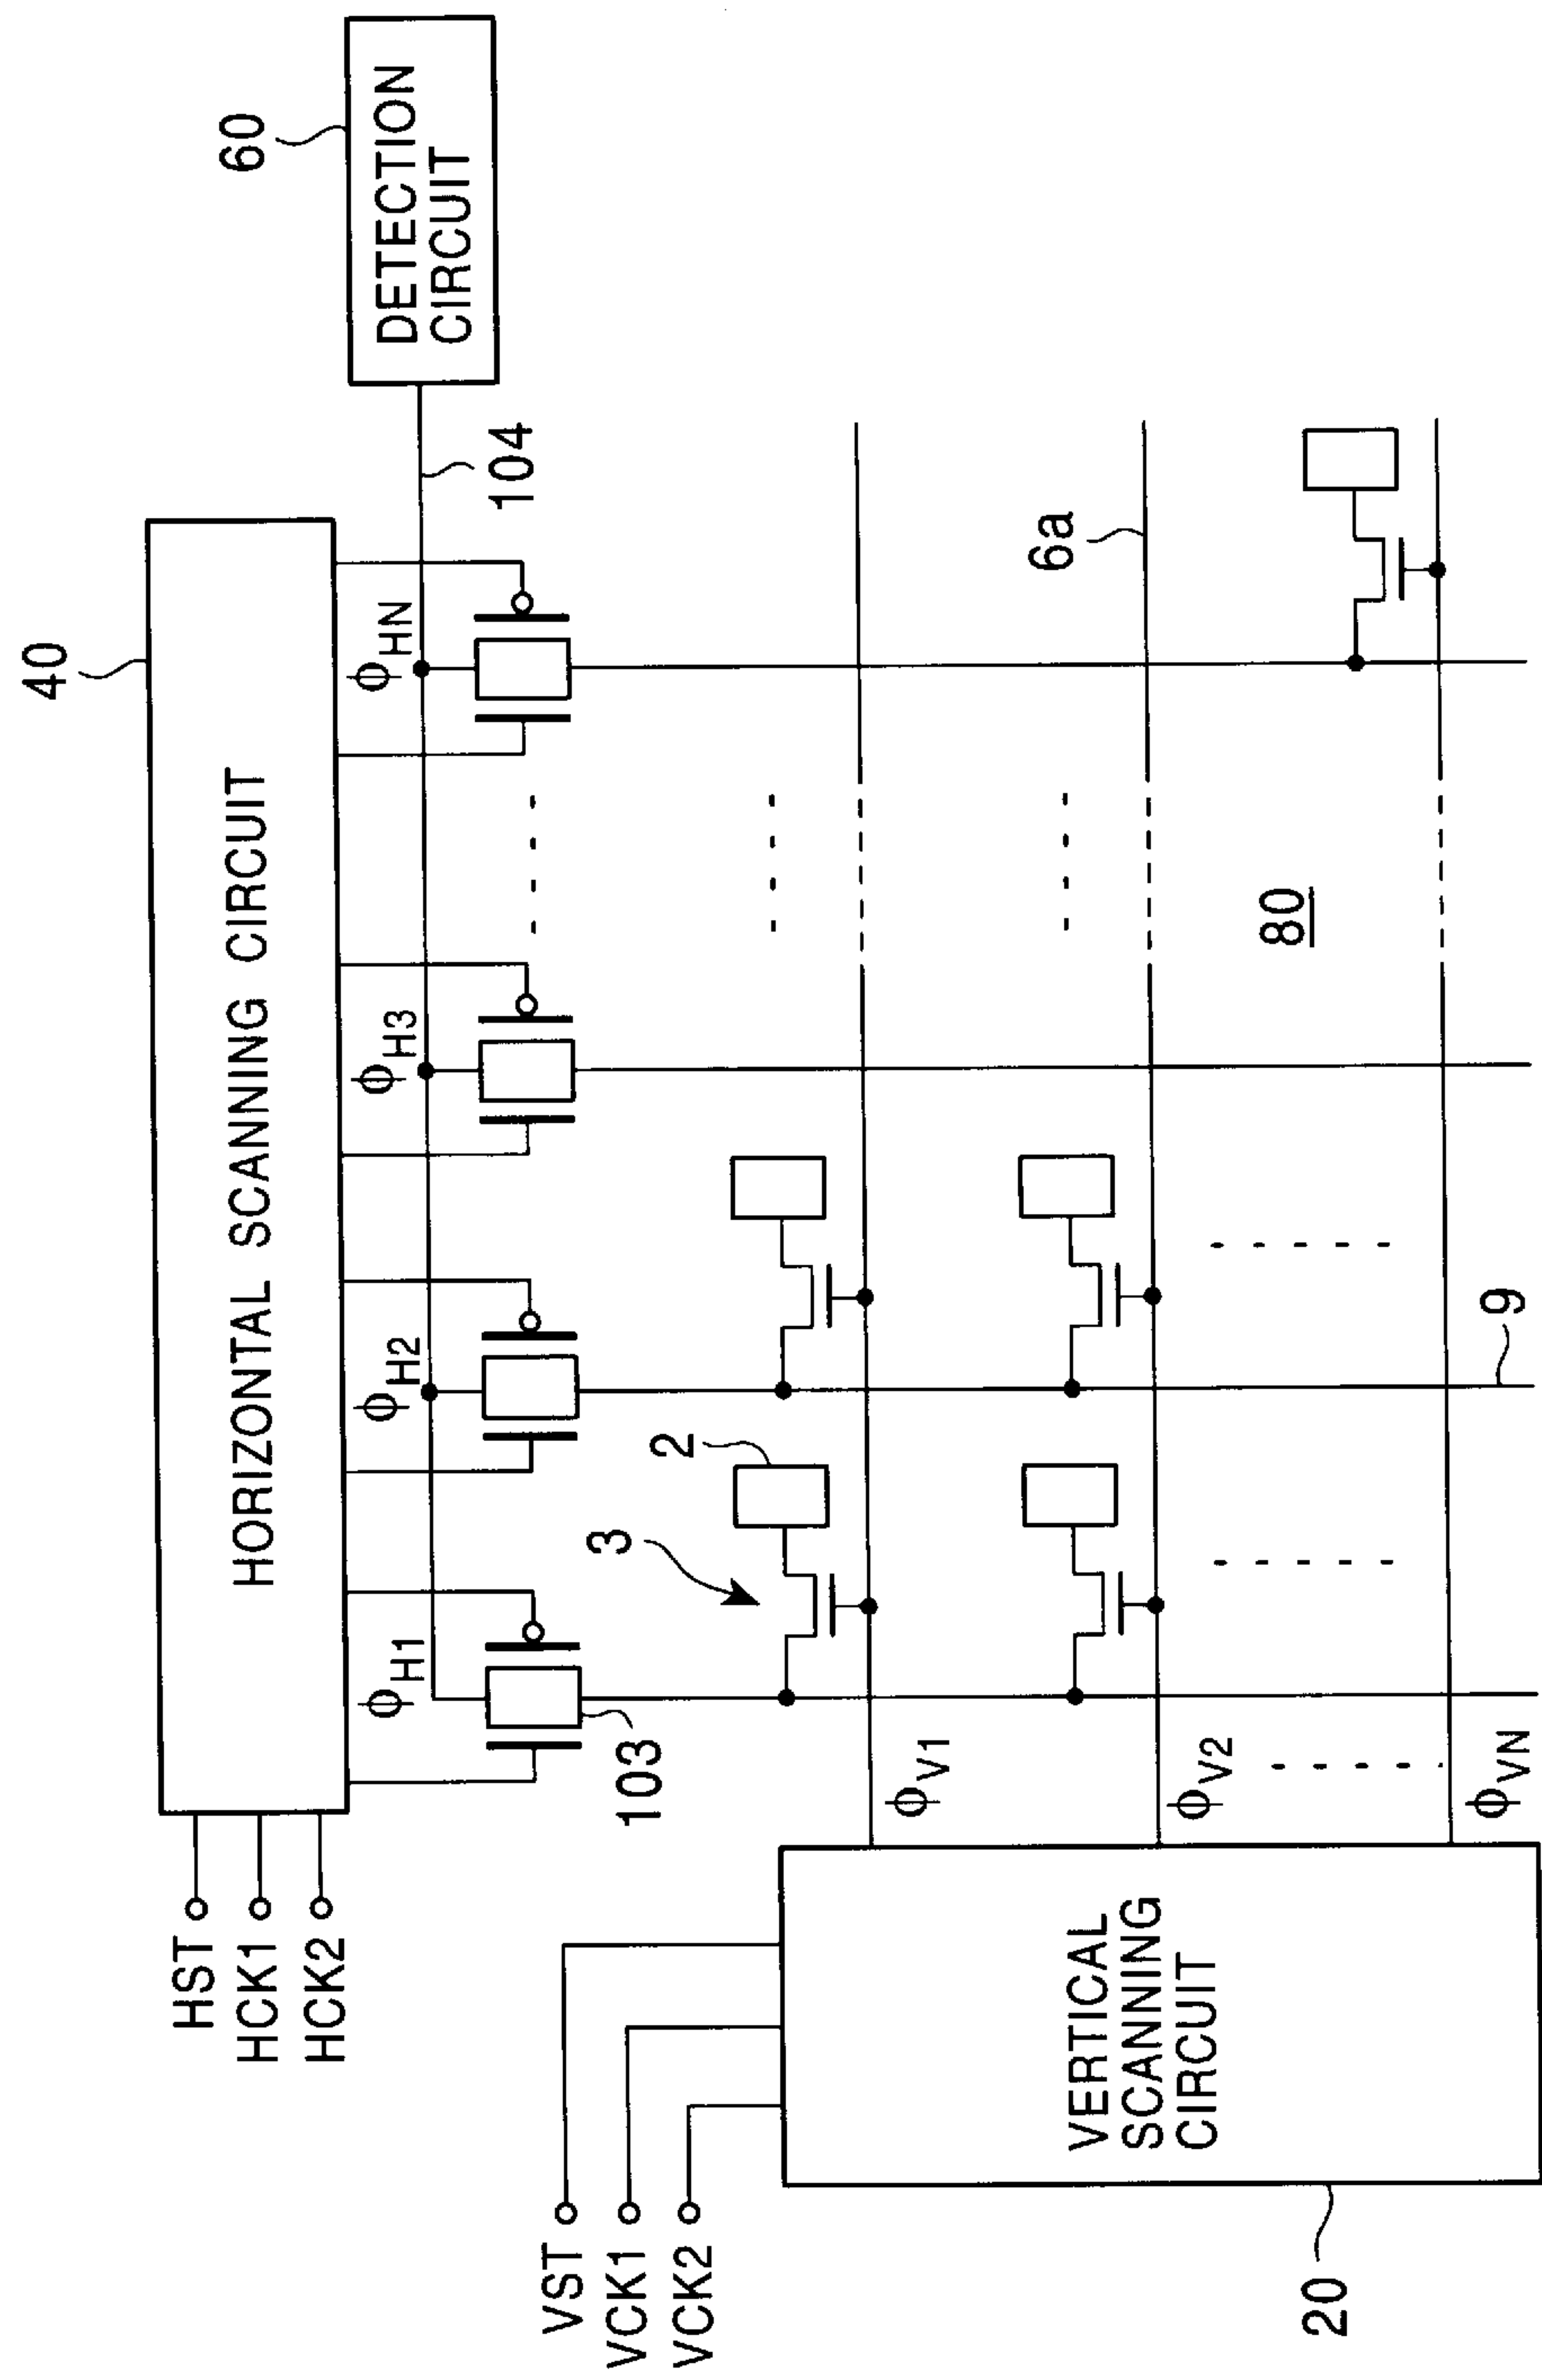 40
60
HORIZONTAL SCANNING CIRCUIT
DETECTION
CIRCUIT
HST
HCK1
HCK2
ΦH1
ΦH2
ΦH3
ΦHN
104
103
3
2
6a
VST
VCK1
VCK2
ΦV1
ΦV2
ΦVN
VERTICAL
SCANNING
CIRCUIT
80
9
20